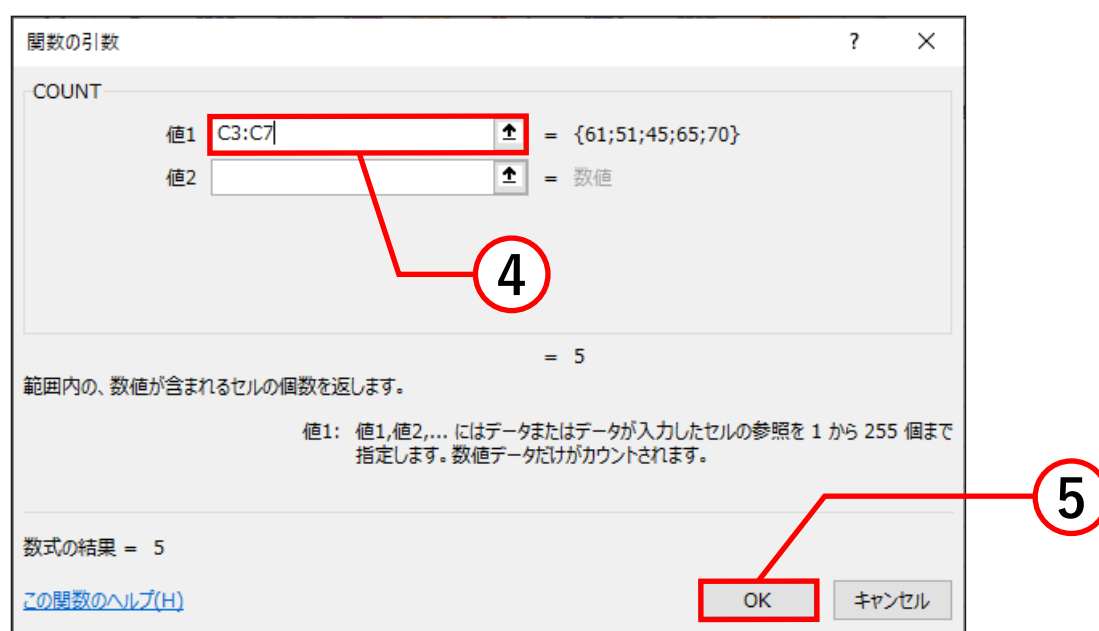 関数の引数 ?
COUNT
値1 C3:C7 = {61;51;45;65;70}
値2 = 数値
4
= 5
範囲内の、数値が含まれるセルの個数を返します。
値1: 値1,値2,... にはデータまたはデータが入力したセルの参照を 1 から 255 個まで
指定します。数値データだけがカウントされます。
5
数式の結果 = 5
この関数のヘルプ(H) OK キャンセル